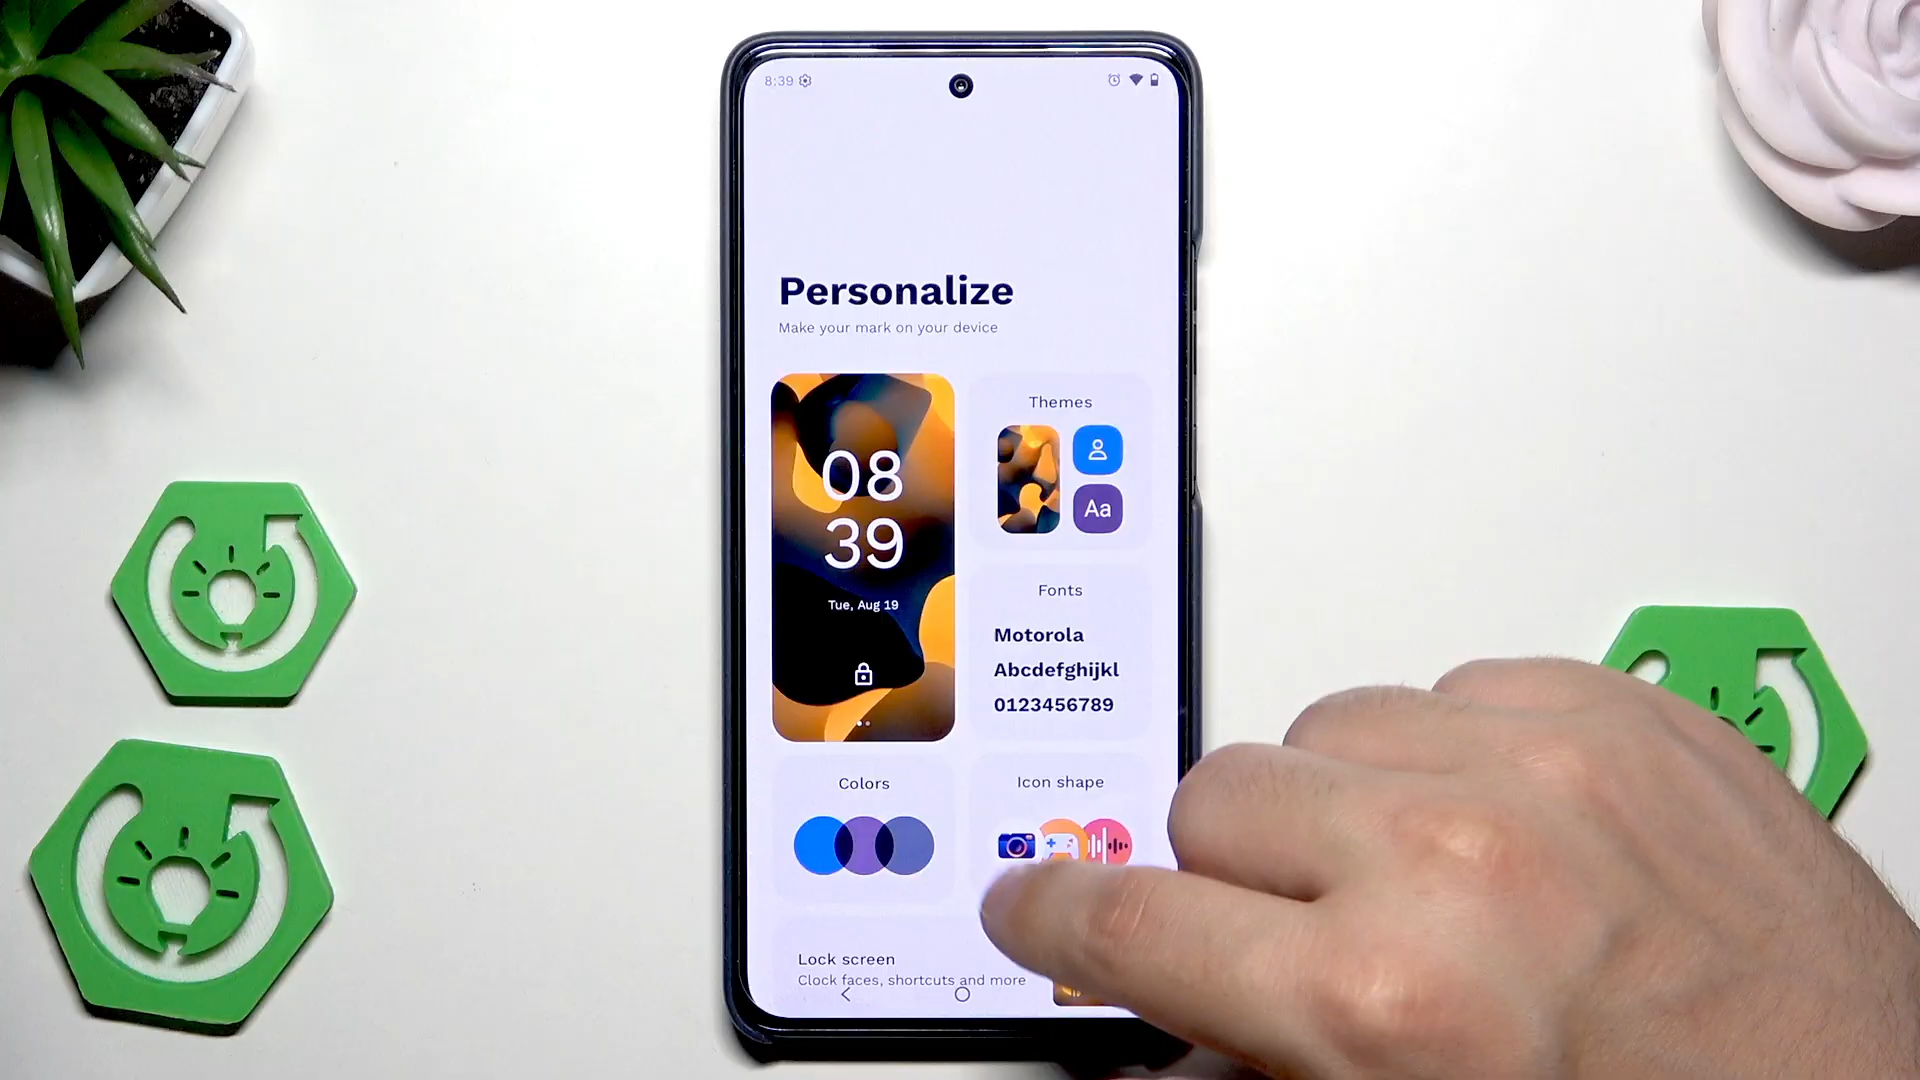 8:39
Personalize
Make your mark on your device
08
39
Tue, Aug 19
Themes
Aa
Fonts
Motorola
Abcdefghijkl
0123456789
Colors
Icon shape
Lock screen
Clock faces, shortcuts and more